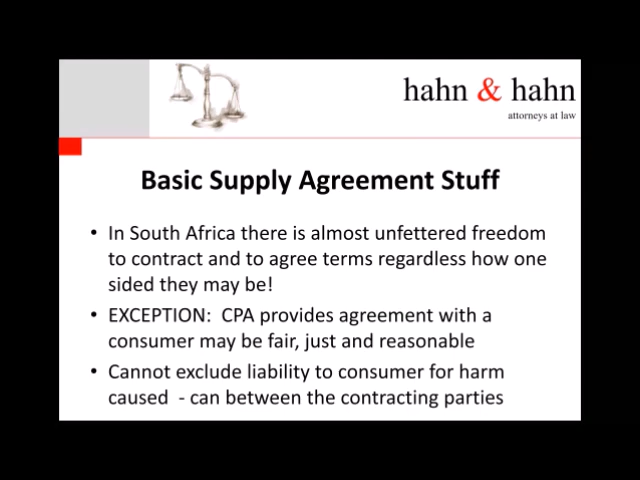 hahn & hahn
attorneys at law
Basic Supply Agreement Stuff
• In South Africa there is almost unfettered freedom
to contract and to agree terms regardless how one
sided they may be!
• EXCEPTION: CPA provides agreement with a
consumer may be fair, just and reasonable
• Cannot exclude liability to consumer for harm
caused - can between the contracting parties